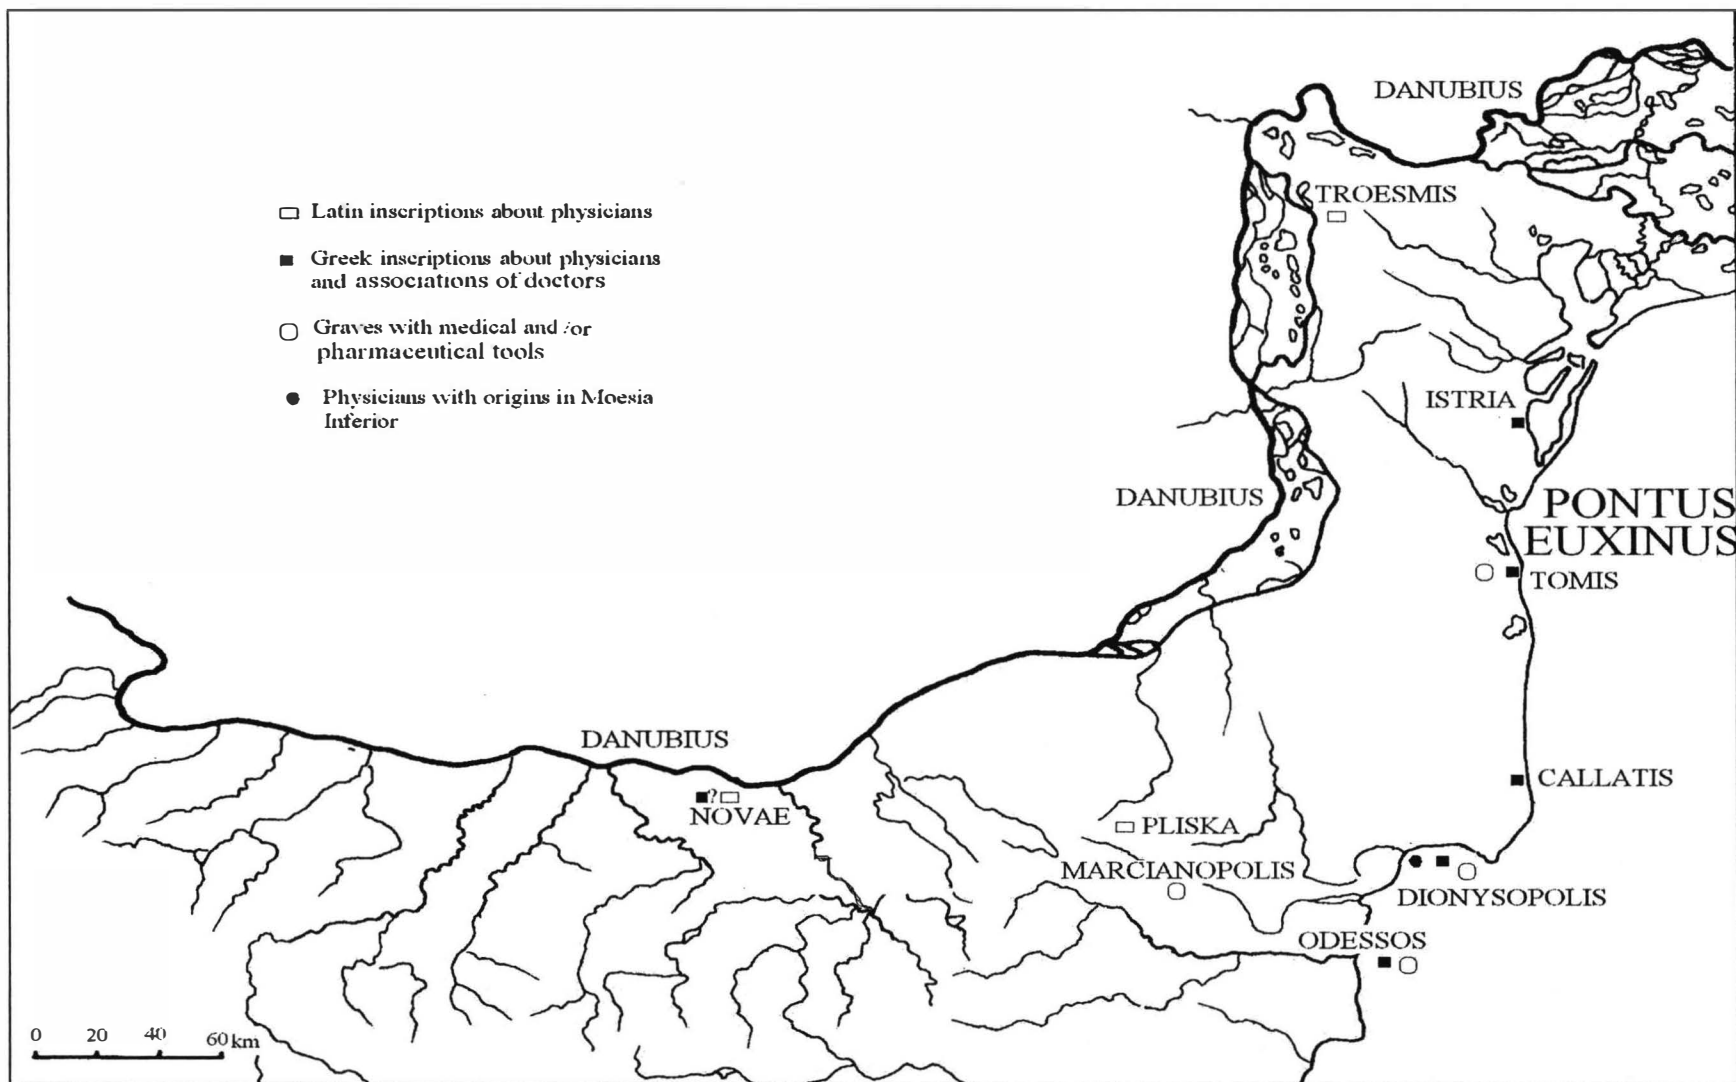 DANUBIUS
TROESMIS
Latin inscriptions about physicians
Greek inscriptions about physicians
and associations of doctors
Graves with medical and /or
pharmaceutical tools
Physicians with origins in Moesia
Inferior
ISTRIA
DANUBIUS
PONTUS
EUXINUS
TOMIS
DANUBIUS
CALLATIS
?
NOVAE
PLISKA
MARCIANOPOLIS
DIONYSOPOLIS
ODESSOS
0 20 40 60 km